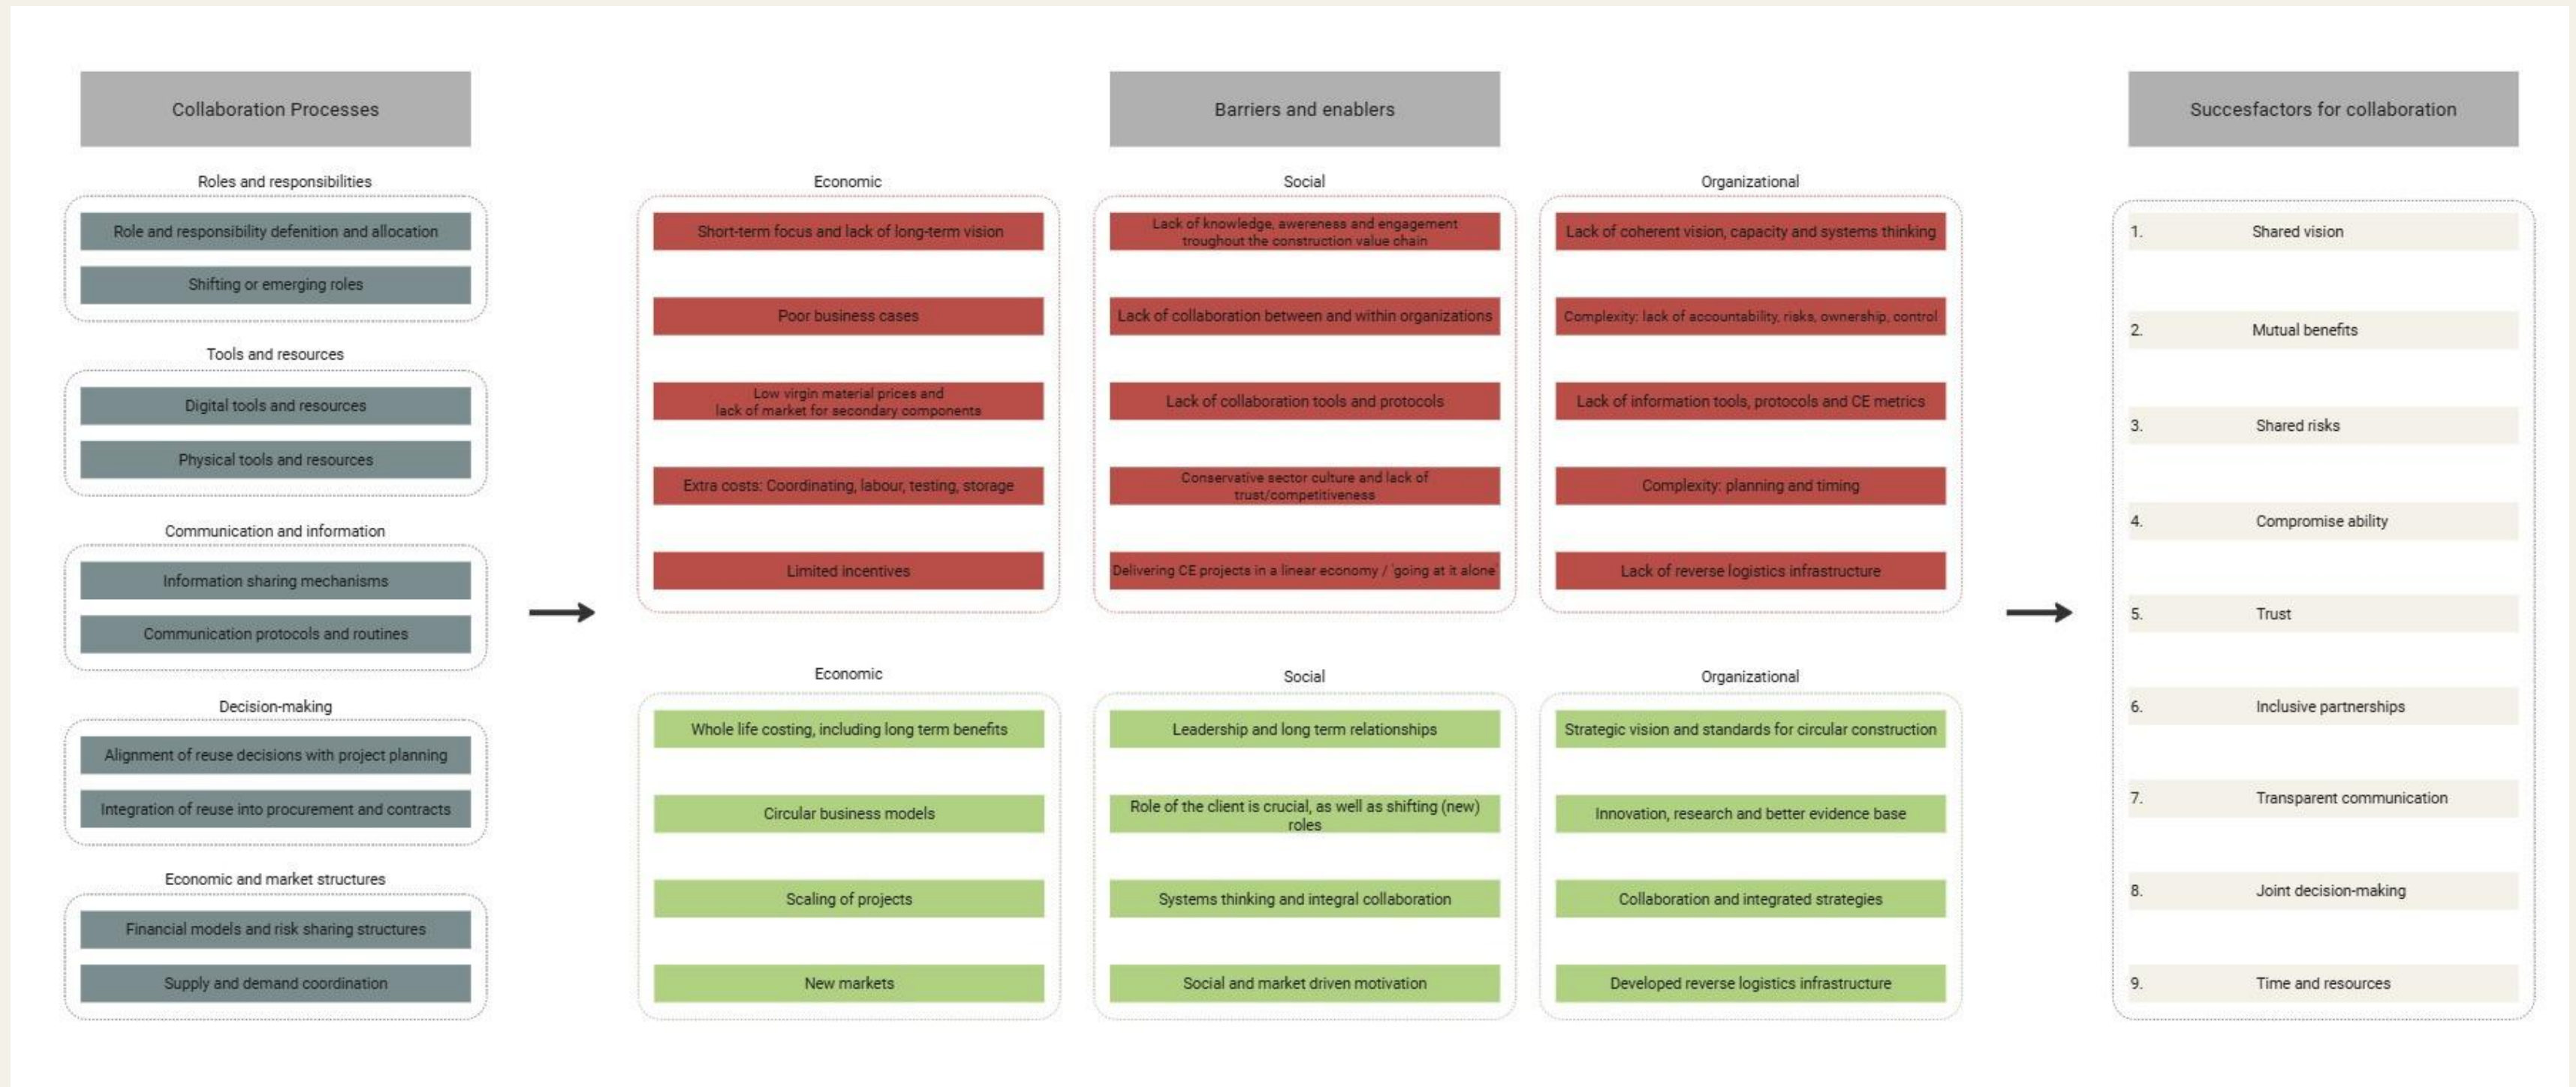 Collaboration Processes
Roles and responsibilities
Role and responsibility defenition and allocation
Shifting or emerging roles
Tools and resources
Digital tools and resources
Physical tools and resources
Communication and information
Information sharing mechanisms
Communication protocols and routines
Decision-making
Alignment of reuse decisions with project planning
Integration of reuse into procurement and contracts
Economic and market structures
Financial models and risk sharing structures
Supply and demand coordination
Barriers and enablers
Economic
Short-term focus and lack of long-term vision
Poor business cases
Low virgin material prices and
lack of market for secondary components
Extra costs: Coordinating, labour, testing, storage
Limited incentives
Social
Lack of knowledge, awereness and engagement
troughout the construction value chain
Lack of collaboration between and within organizations
Lack of collaboration tools and protocols
Conservative sector culture and lack of
trust/competitiveness
Delivering CE projects in a linear economy / 'going at it alone'
Organizational
Lack of coherent vision, capacity and systems thinking
Complexity: lack of accountability, risks, ownership, control
Lack of information tools, protocols and CE metrics
Complexity: planning and timing
Lack of reverse logistics infrastructure
Economic
Whole life costing, including long term benefits
Circular business models
Scaling of projects
New markets
Social
Leadership and long term relationships
Role of the client is crucial, as well as shifting (new)
roles
Systems thinking and integral collaboration
Social and market driven motivation
Organizational
Strategic vision and standards for circular construction
Innovation, research and better evidence base
Collaboration and integrated strategies
Developed reverse logistics infrastructure
Succesfactors for collaboration
1. Shared vision
2. Mutual benefits
3. Shared risks
4. Compromise ability
5. Trust
6. Inclusive partnerships
7. Transparent communication
8. Joint decision-making
9. Time and resources